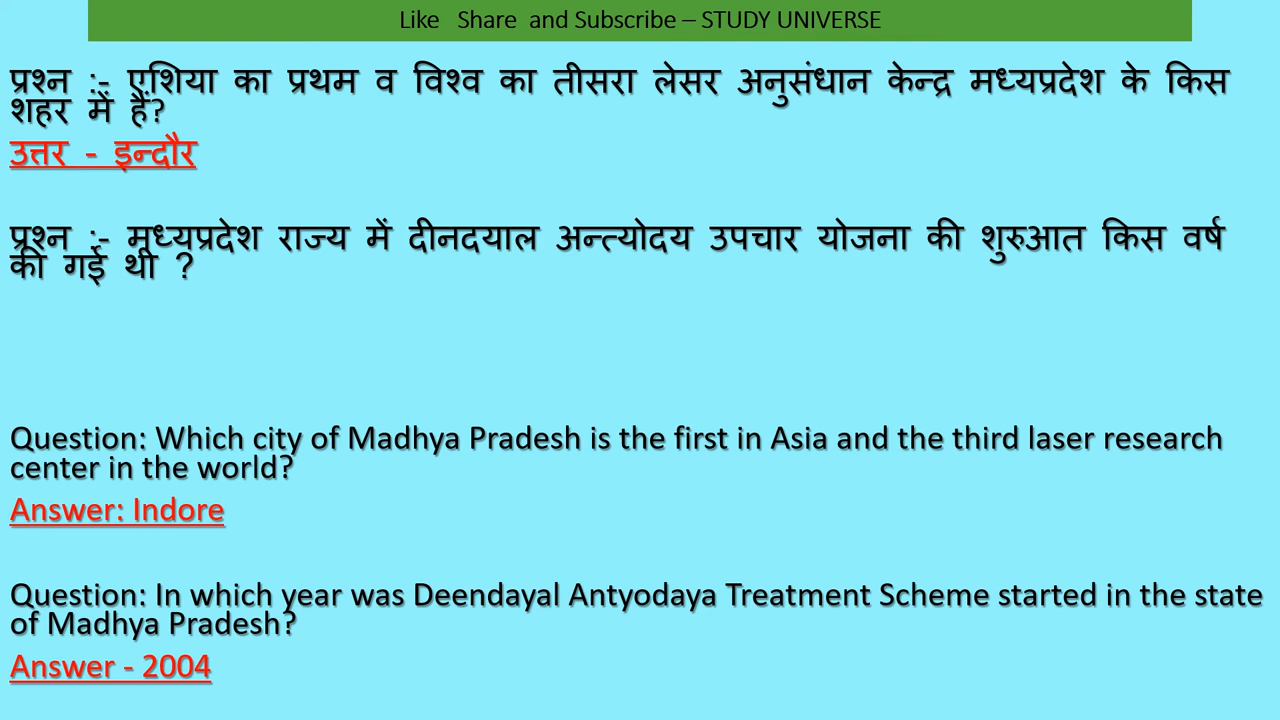 Like Share and Subscribe – STUDY UNIVERSE
प्रश्न :- एशिया का प्रथम व विश्व का तीसरा लेसर अनुसंधान केन्द्र मध्यप्रदेश के किस
शहर में हैं?
उत्तर - इन्दौर
प्रश्न :- मध्यप्रदेश राज्य में दीनदयाल अन्त्योदय उपचार योजना की शुरुआत किस वर्ष
की गई थी ?
Question: Which city of Madhya Pradesh is the first in Asia and the third laser research
center in the world?
Answer: Indore
Question: In which year was Deendayal Antyodaya Treatment Scheme started in the state
of Madhya Pradesh?
Answer - 2004